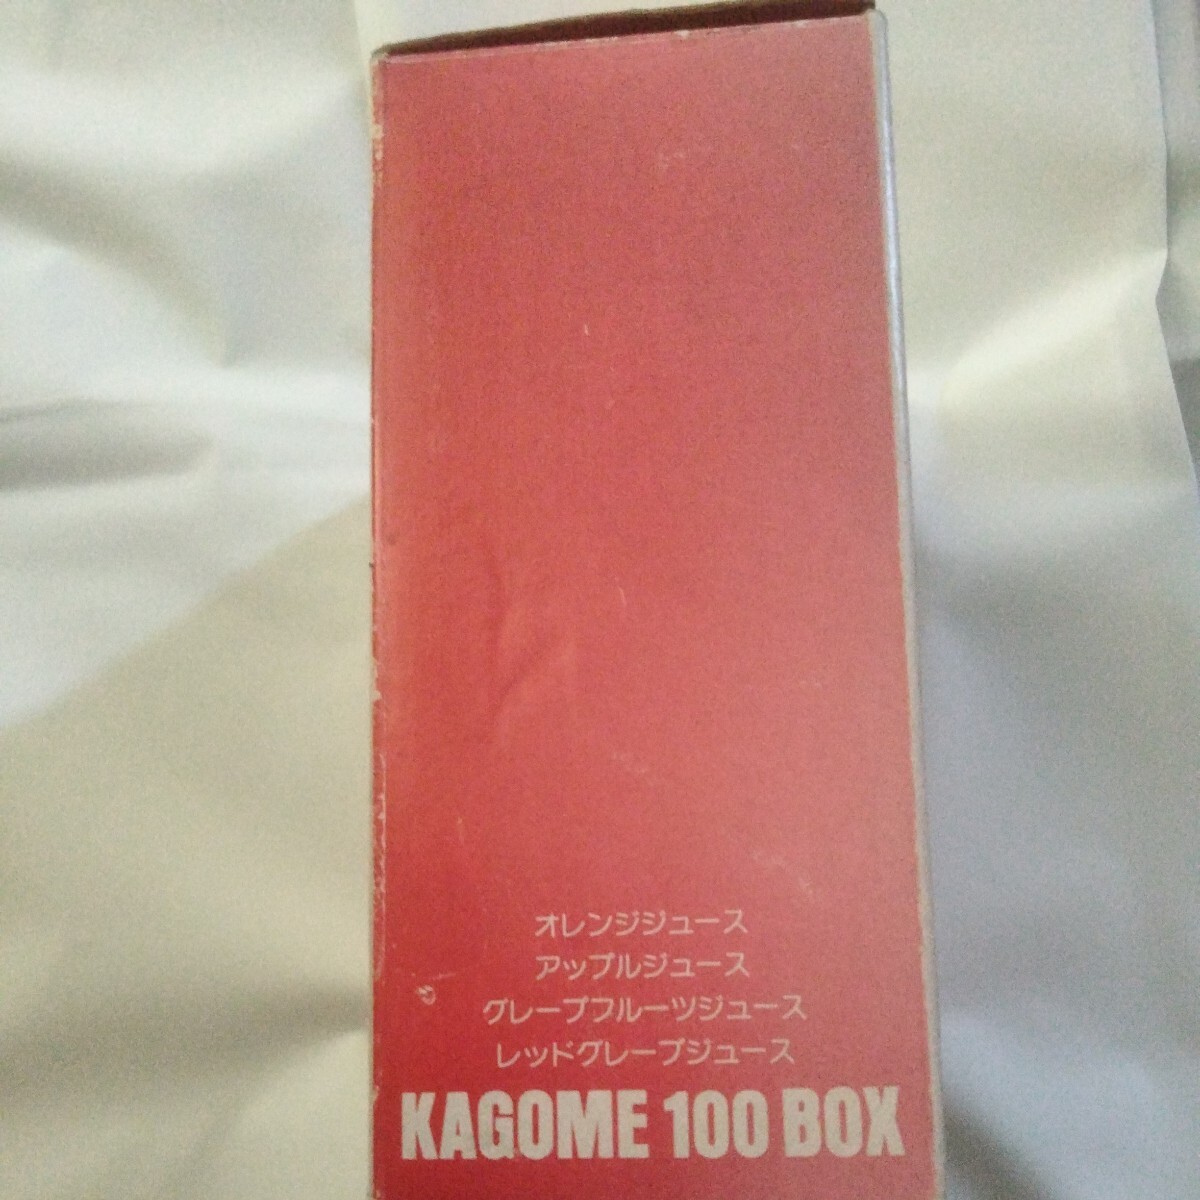 オレンジジュース
アップルジュース
グレープフルーツジュース
レッドグレープジュース
KAGOME 100 BOX